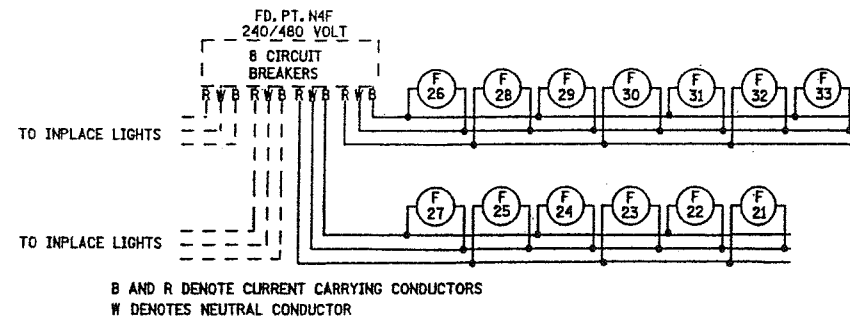 FD. PT. N4F
240/480 VOLT
8 CIRCUIT
BREAKERS
R W B R W B R W B R W B
F 26 F 28 F 29 F 30 F 31 F 32 F 33
TO INPLACE LIGHTS
F 27 F 25 F 24 F 23 F 22 F 21
TO INPLACE LIGHTS
B AND R DENOTE CURRENT CARRYING CONDUCTORS
W DENOTES NEUTRAL CONDUCTOR